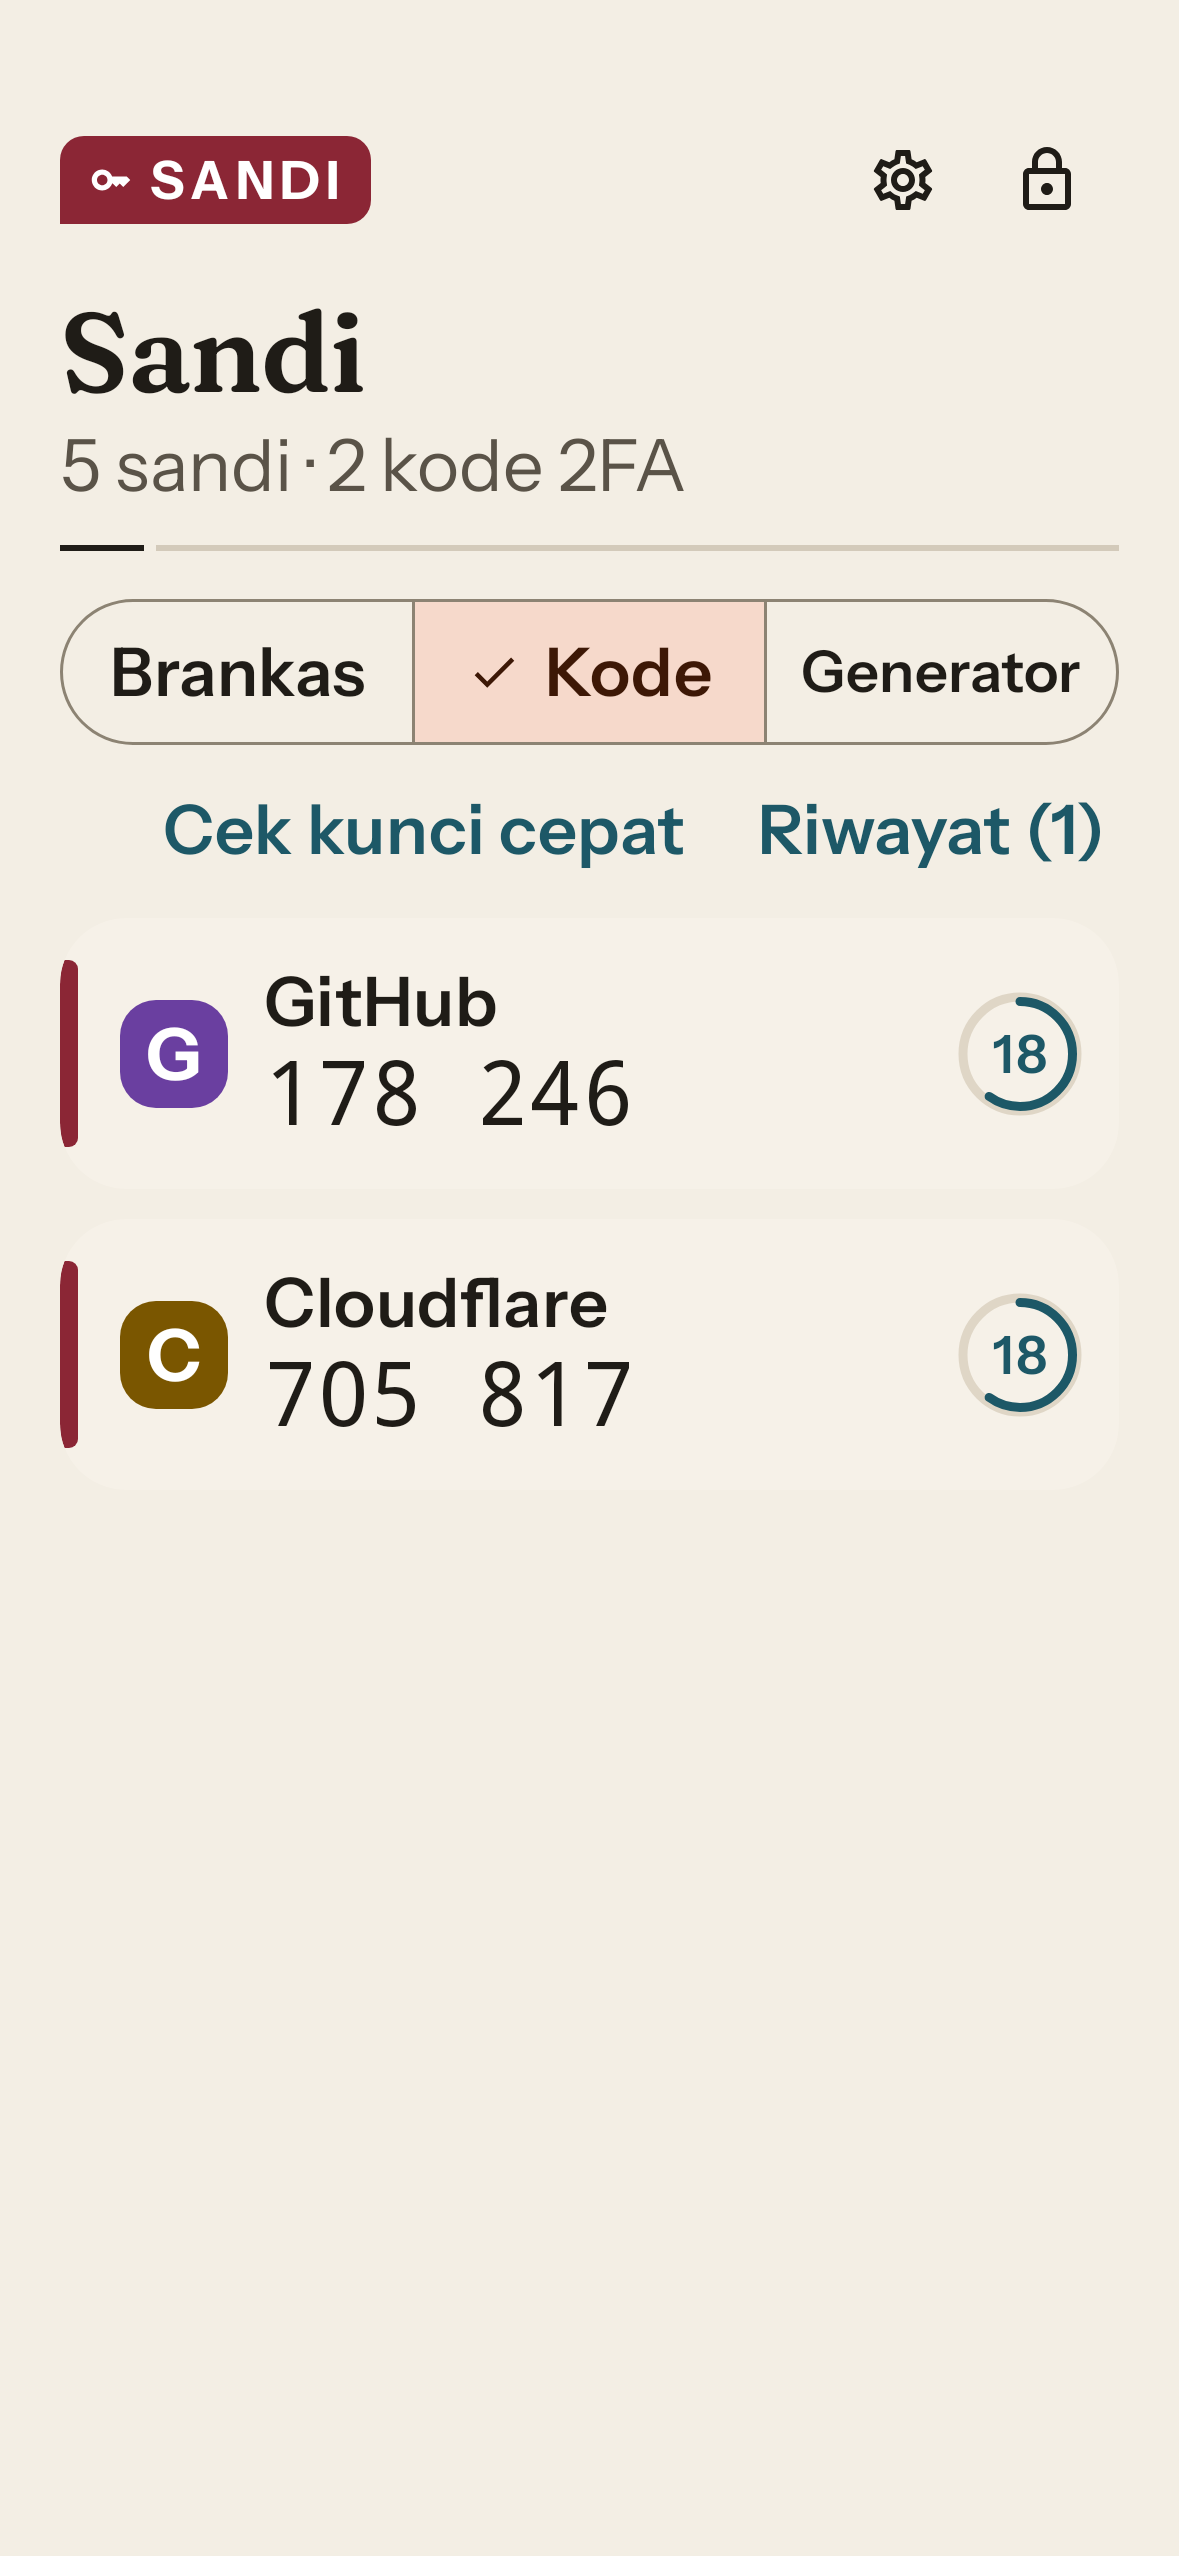 SANDI
Sandi
5 sandi · 2 kode 2FA
Brankas Kode Generator
Cek kunci cepat Riwayat (1)
GitHub
G 178 246 18
Cloudflare
C 705 817 18